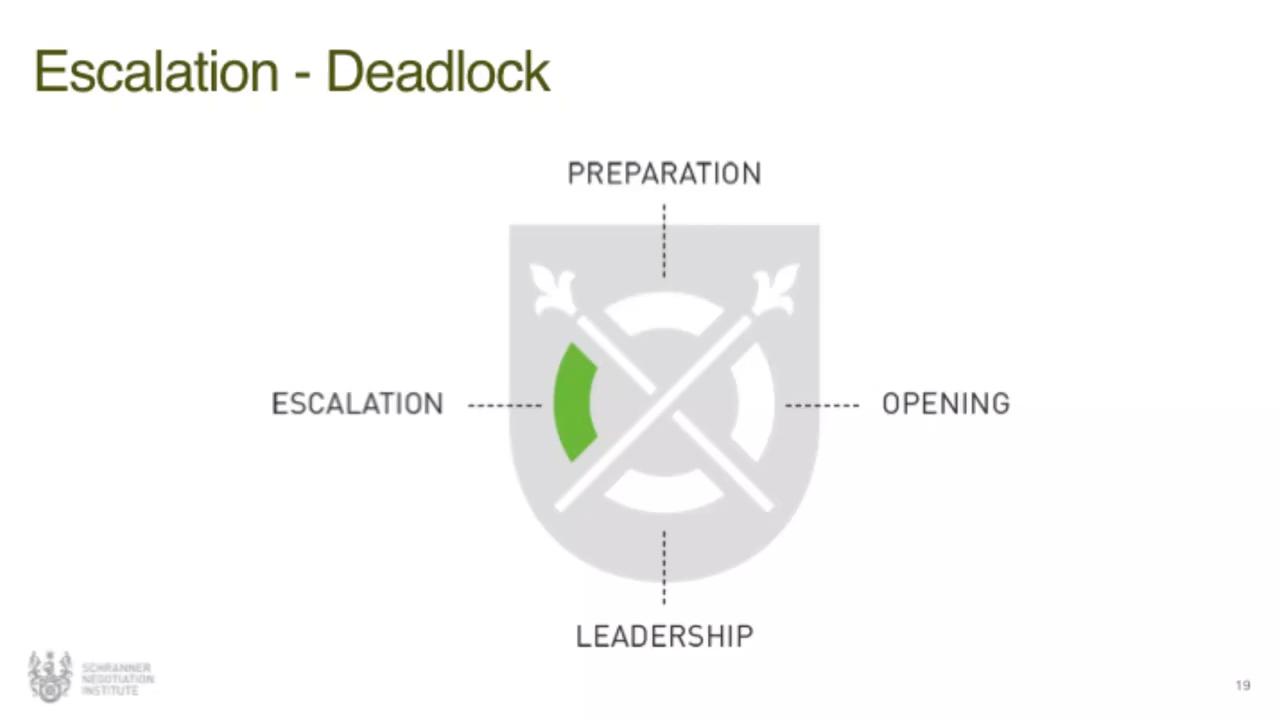 Escalation - Deadlock
PREPARATION
ESCALATION
OPENING
LEADERSHIP
SCHRANNER
NEGOTIATION
INSTITUTE
19